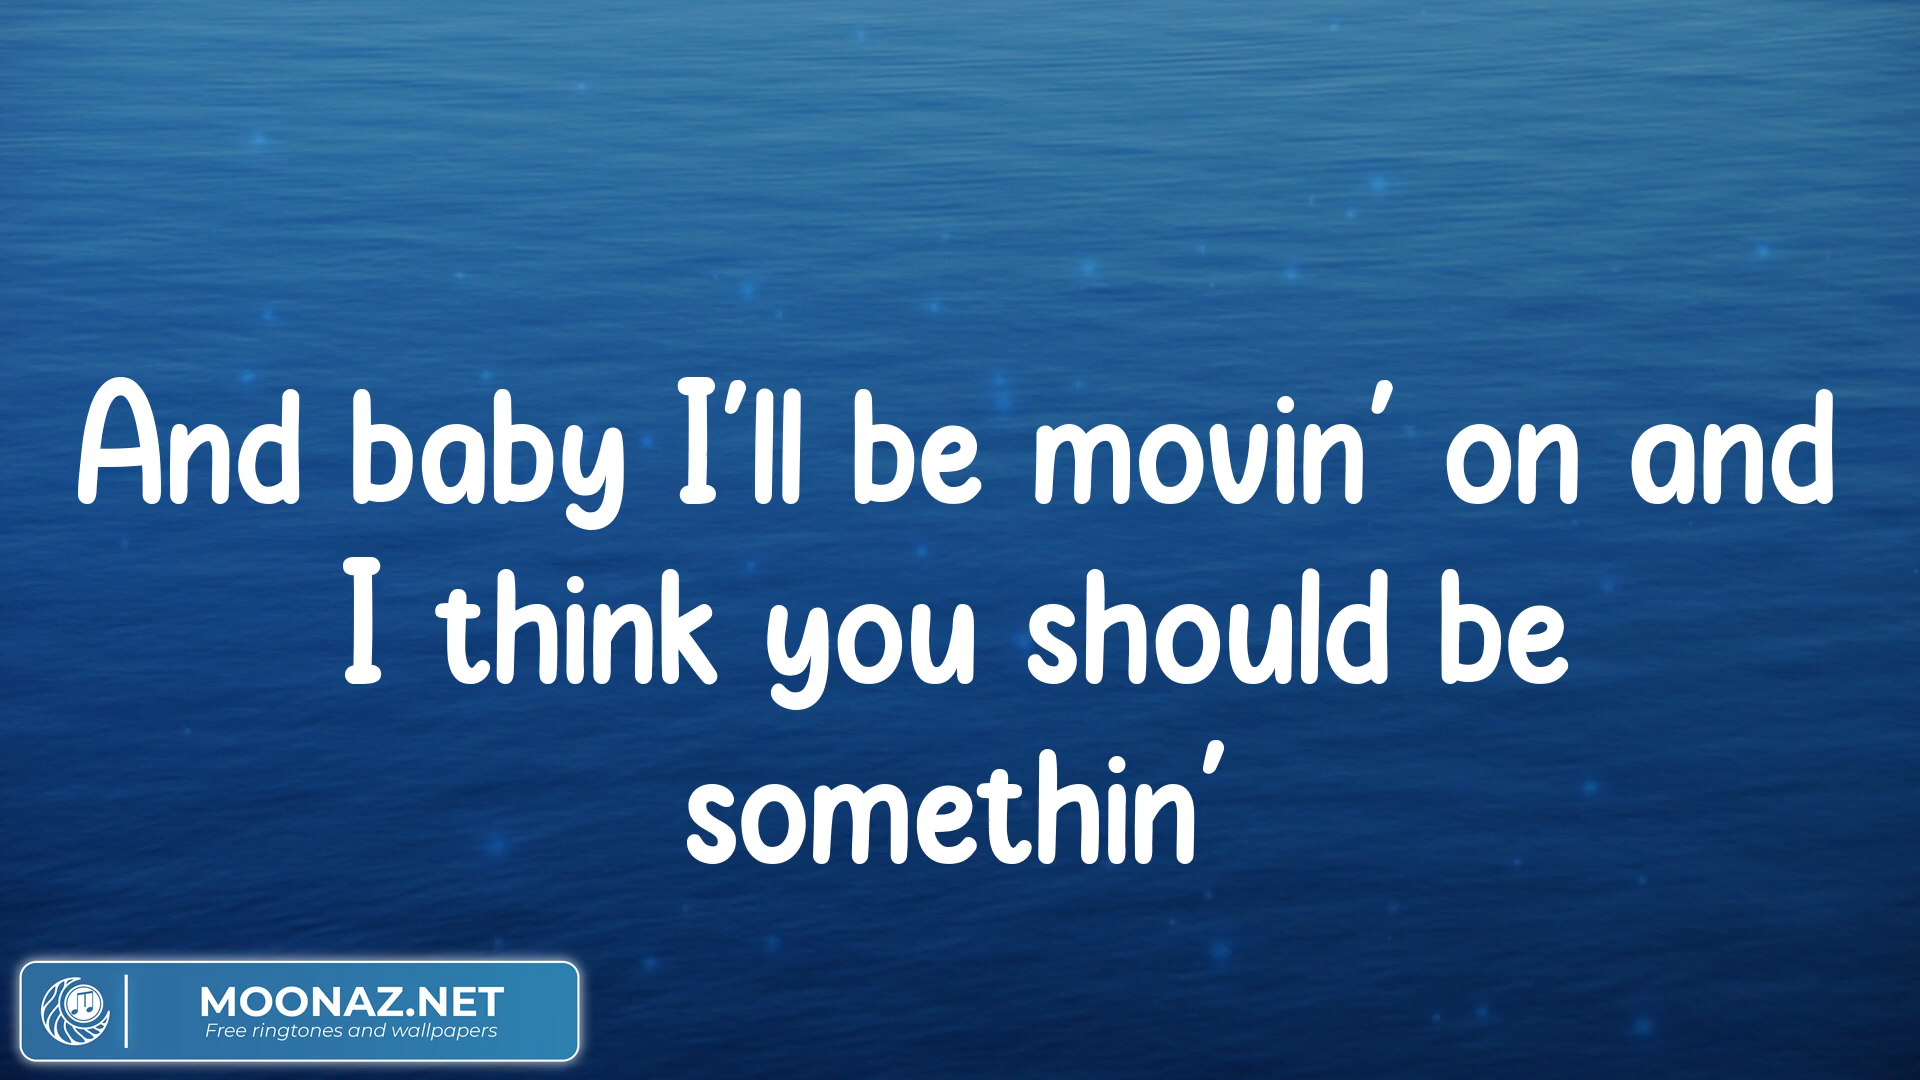 And baby I'll be movin' on and
I think you should be
somethin'
MOONAZ.NET
Free ringtones and wallpapers